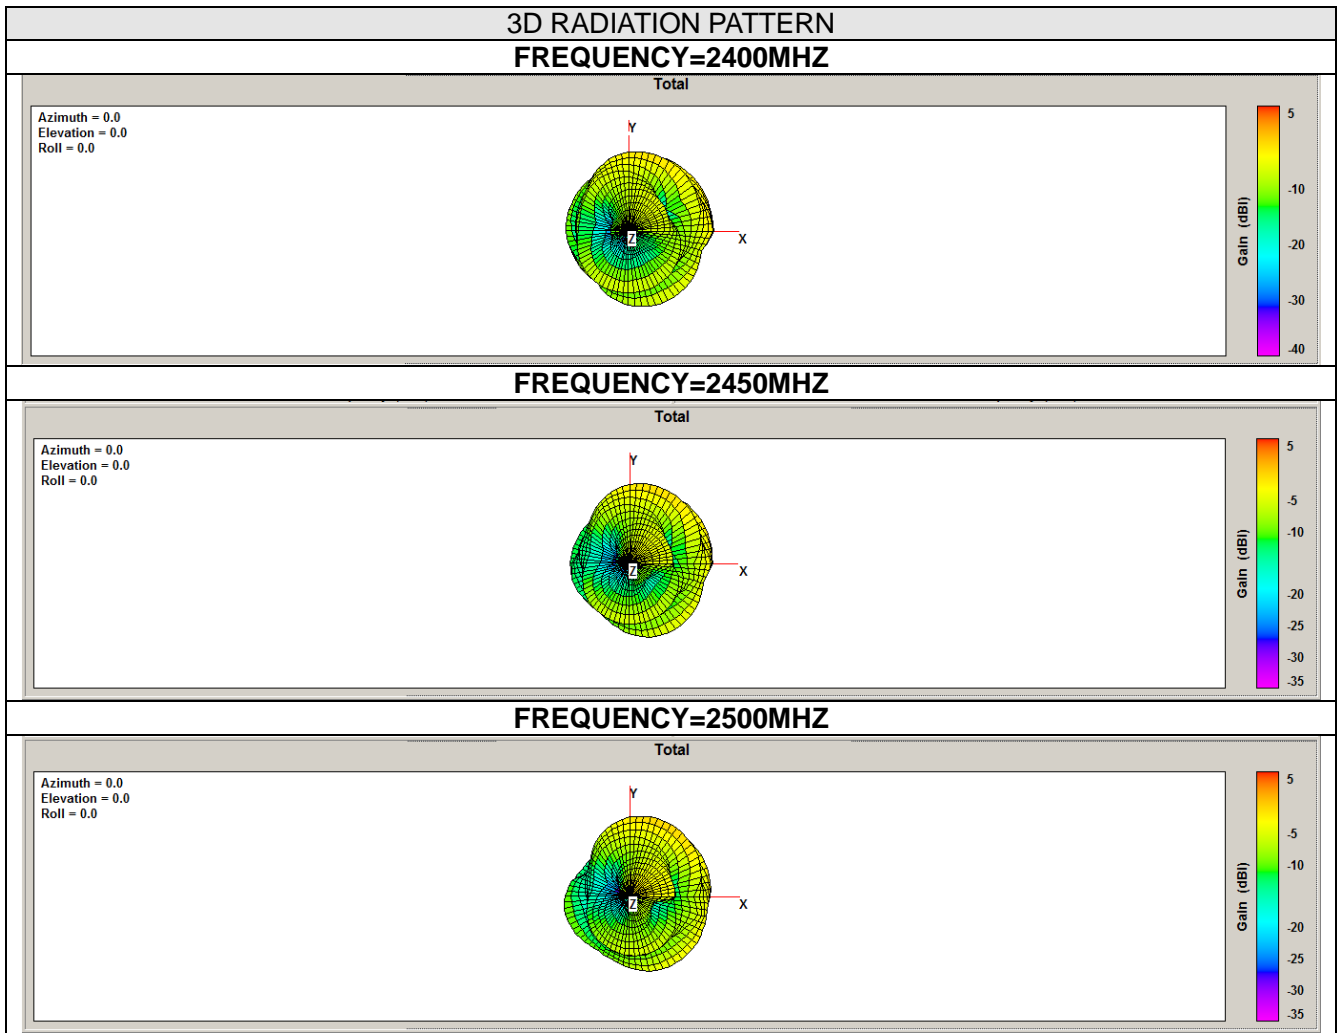 3D RADIATION PATTERN
FREQUENCY=2400MHZ
Total
Azimuth = 0.0
Elevation = 0.0
Roll = 0.0
Y
X
Z
5
-10
-20
-30
-40
Gain (dBi)
FREQUENCY=2450MHZ
Total
Azimuth = 0.0
Elevation = 0.0
Roll = 0.0
Y
X
Z
5
-5
-10
-20
-25
-30
-35
Gain (dBi)
FREQUENCY=2500MHZ
Total
Azimuth = 0.0
Elevation = 0.0
Roll = 0.0
Y
X
Z
5
-5
-10
-20
-25
-30
-35
Gain (dBi)